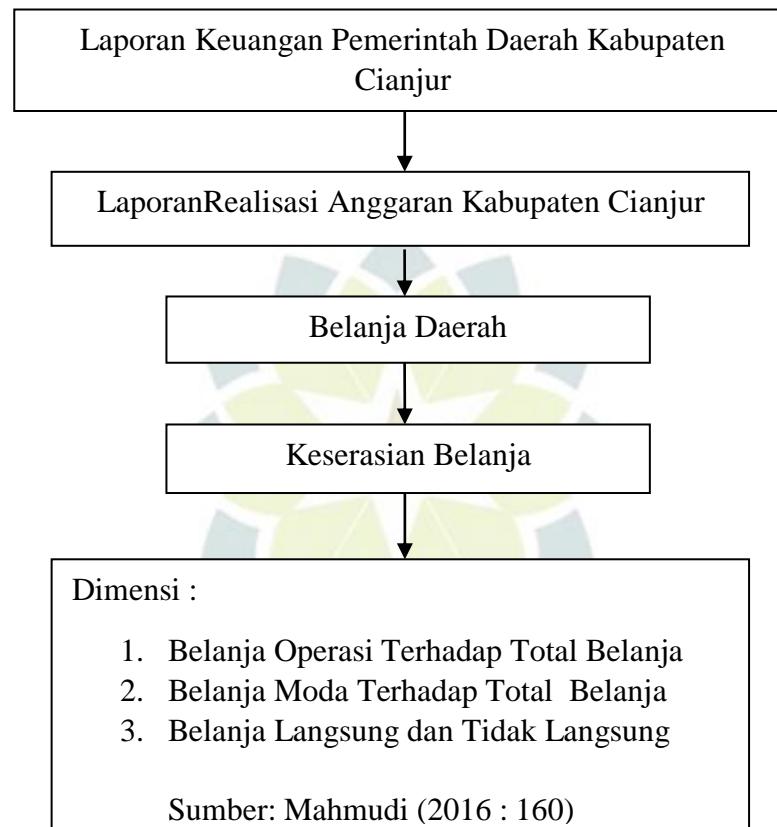 Laporan Keuangan Pemerintah Daerah Kabupaten
Cianjur
LaporanRealisasi Anggaran Kabupaten Cianjur
Belanja Daerah
Keserasian Belanja
Dimensi :
1. Belanja Operasi Terhadap Total Belanja
2. Belanja Moda Terhadap Total Belanja
3. Belanja Langsung dan Tidak Langsung
Sumber: Mahmudi (2016 : 160)